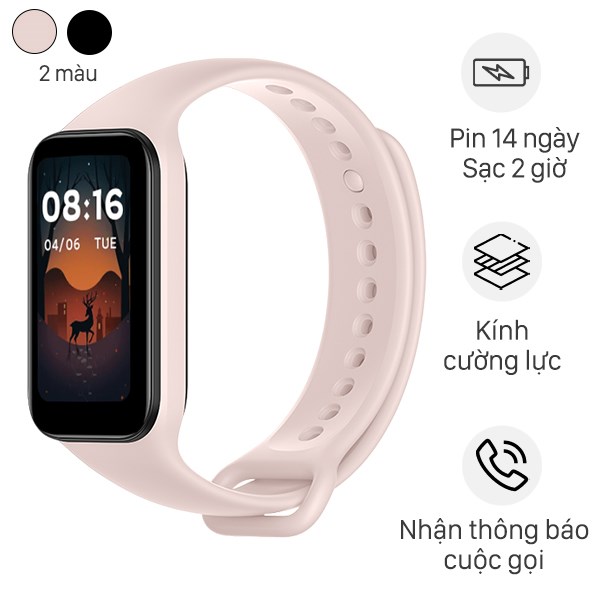 2 màu
08:16
04/06 TUE
Pin 14 ngày
Sạc 2 giờ
Kính
cường lực
Nhận thông báo
cuộc gọi